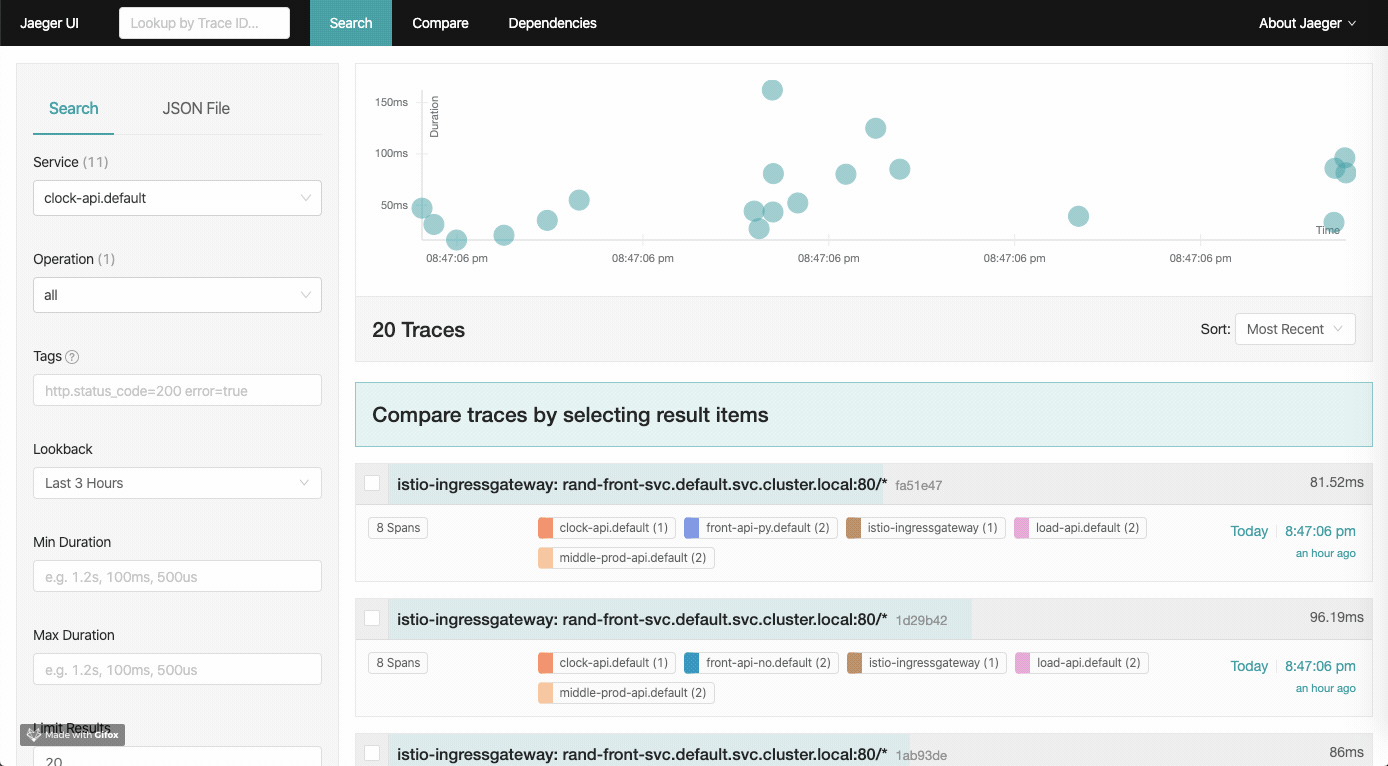 Jaeger UI
Lookup by Trace ID...
Search
Compare
Dependencies
About Jaeger
Search
JSON File
Service (11)
clock-api.default
Operation (1)
all
Tags ?
http.status_code=200 error=true
Lookback
Last 3 Hours
Min Duration
e.g. 1.2s, 100ms, 500us
Max Duration
e.g. 1.2s, 100ms, 500us
Limit Results
Made with Gifox
20
Duration
150ms
100ms
50ms
Time
08:47:06 pm
08:47:06 pm
08:47:06 pm
08:47:06 pm
08:47:06 pm
20 Traces
Sort: Most Recent
Compare traces by selecting result items
istio-ingressgateway: rand-front-svc.default.svc.cluster.local:80/* fa51e47 81.52ms
8 Spans
clock-api.default (1) front-api-py.default (2) istio-ingressgateway (1) load-api.default (2)
middle-prod-api.default (2)
Today 8:47:06 pm
an hour ago
istio-ingressgateway: rand-front-svc.default.svc.cluster.local:80/* 1d29b42 96.19ms
8 Spans
clock-api.default (1) front-api-no.default (2) istio-ingressgateway (1) load-api.default (2)
middle-prod-api.default (2)
Today 8:47:06 pm
an hour ago
istio-ingressgateway: rand-front-svc.default.svc.cluster.local:80/* 1ab93de 86ms